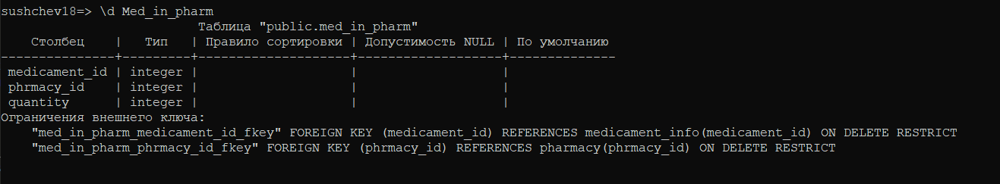 sushchev18=> \d Med_in_pharm
                          Таблица "public.med_in_pharm"
    Столбец    |   Тип   | Правило сортировки | Допустимость NULL | По умолчанию
---------------+---------+--------------------+-------------------+--------------
 medicament_id | integer |                    |                   |
 phrmacy_id    | integer |                    |                   |
 quantity      | integer |                    |                   |
Ограничения внешнего ключа:
    "med_in_pharm_medicament_id_fkey" FOREIGN KEY (medicament_id) REFERENCES medicament_info(medicament_id) ON DELETE RESTRICT
    "med_in_pharm_phrmacy_id_fkey" FOREIGN KEY (phrmacy_id) REFERENCES pharmacy(phrmacy_id) ON DELETE RESTRICT